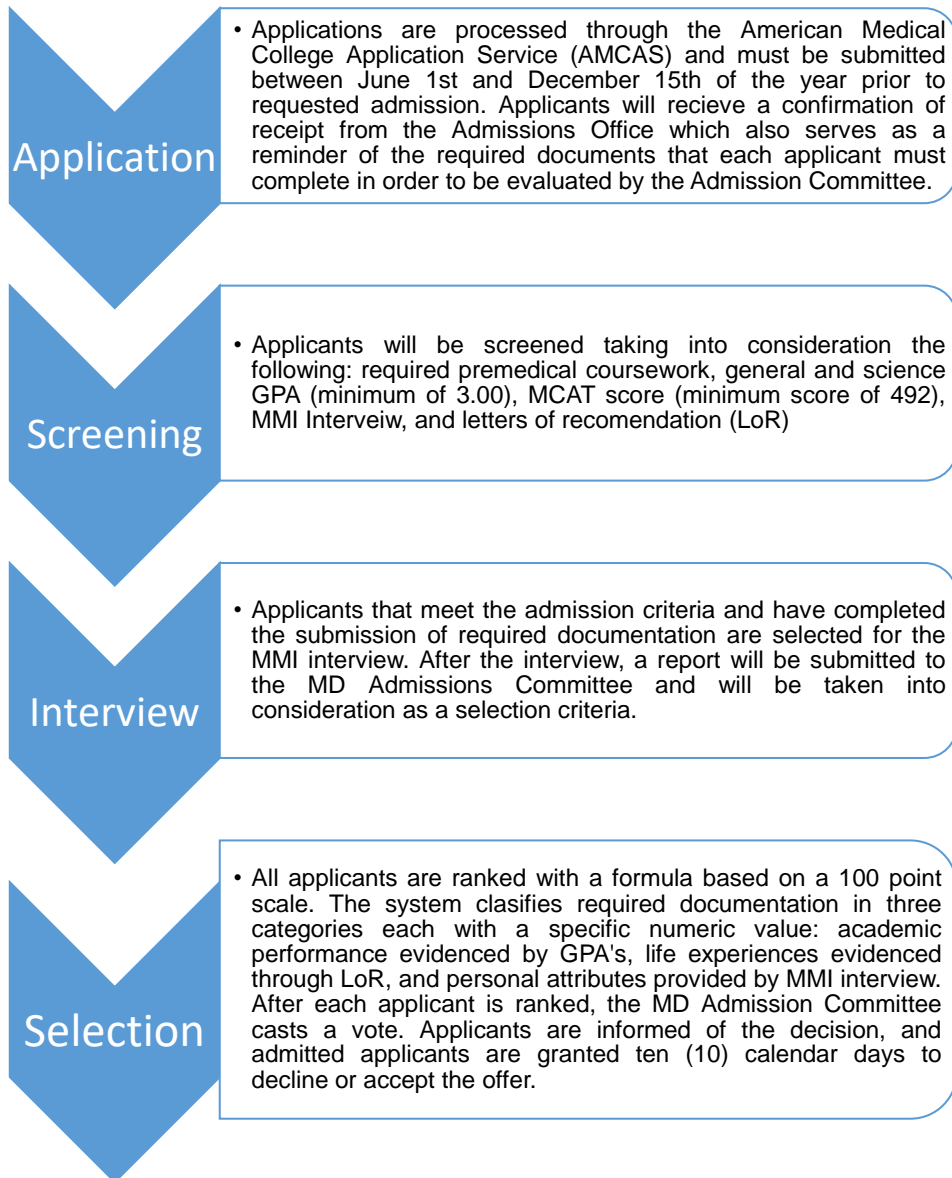 Application
• Applications are processed through the American Medical
College Application Service (AMCAS) and must be submitted
between June 1st and December 15th of the year prior to
requested admission. Applicants will recieve a confirmation of
receipt from the Admissions Office which also serves as a
reminder of the required documents that each applicant must
complete in order to be evaluated by the Admission Committee.
Screening
• Applicants will be screened taking into consideration the
following: required premedical coursework, general and science
GPA (minimum of 3.00), MCAT score (minimum score of 492),
MMI Interveiw, and letters of recomendation (LoR)
Interview
• Applicants that meet the admission criteria and have completed
the submission of required documentation are selected for the
MMI interview. After the interview, a report will be submitted to
the MD Admissions Committee and will be taken into
consideration as a selection criteria.
Selection
• All applicants are ranked with a formula based on a 100 point
scale. The system clasifies required documentation in three
categories each with a specific numeric value: academic
performance evidenced by GPA's, life experiences evidenced
through LoR, and personal attributes provided by MMI interview.
After each applicant is ranked, the MD Admission Committee
casts a vote. Applicants are informed of the decision, and
admitted applicants are granted ten (10) calendar days to
decline or accept the offer.